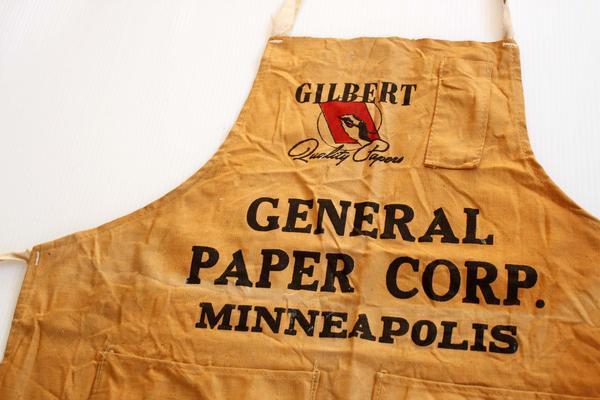 GILBERT
Quality Papers
GENERAL
PAPER CORP.
MINNEAPOLIS